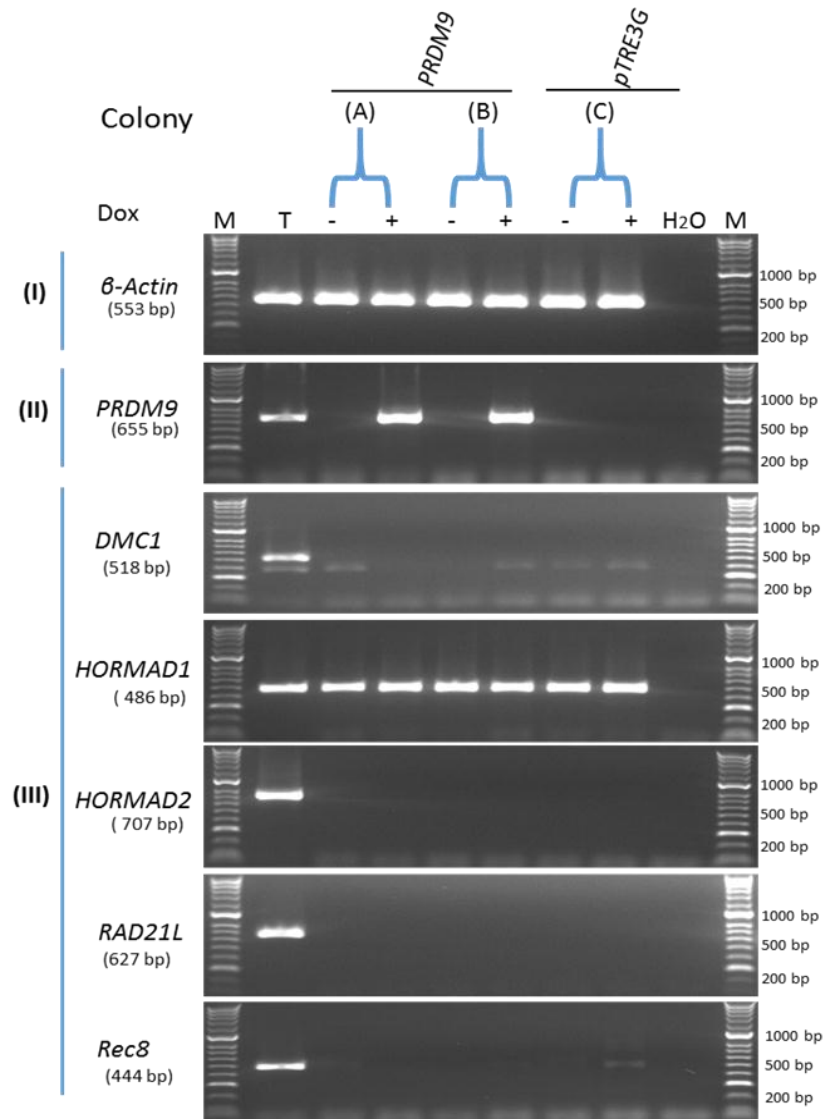 PRDM9
pTRE3G
Colony
(A)
(B)
(C)
Dox
M
T
-
+
-
+
-
+
H2O
M
(I)
β-Actin
(553 bp)
1000 bp
500 bp
200 bp
(II)
PRDM9
(655 bp)
1000 bp
500 bp
200 bp
(III)
DMC1
(518 bp)
1000 bp
500 bp
200 bp
HORMAD1
( 486 bp)
1000 bp
500 bp
200 bp
HORMAD2
( 707 bp)
1000 bp
500 bp
200 bp
RAD21L
(627 bp)
1000 bp
500 bp
200 bp
Rec8
(444 bp)
1000 bp
500 bp
200 bp